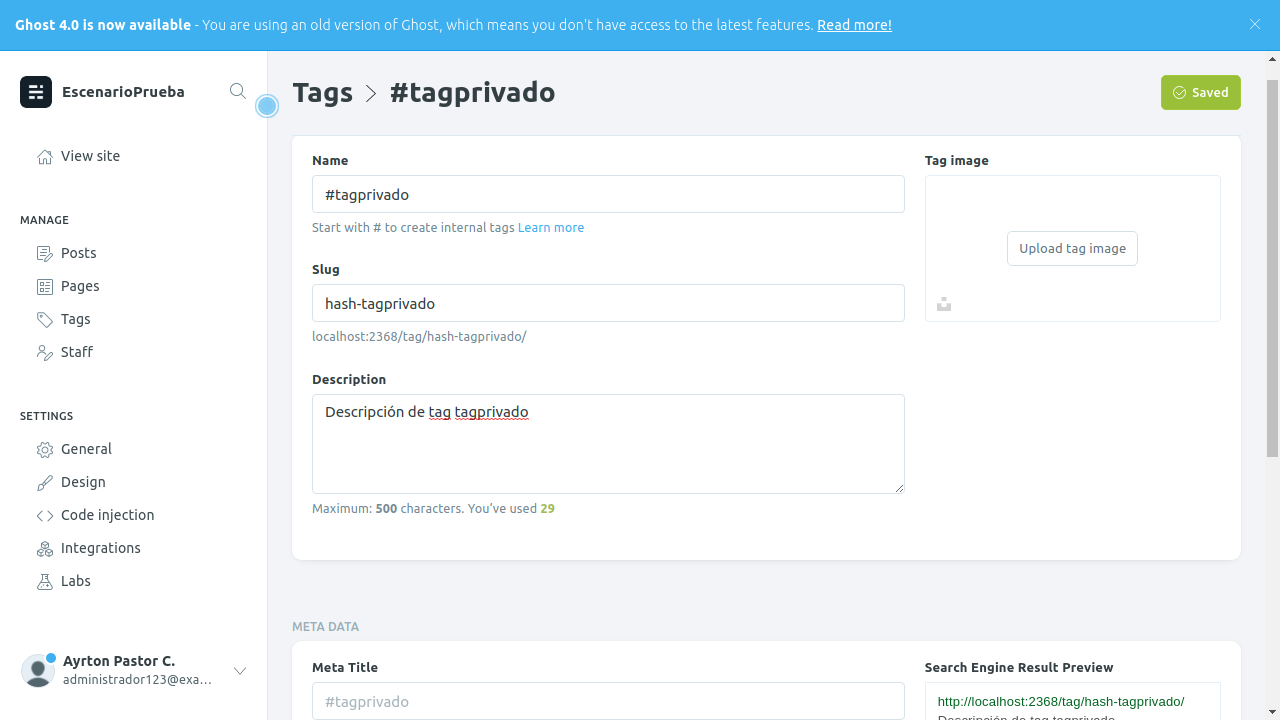 Ghost 4.0 is now available - You are using an old version of Ghost, which means you don't have access to the latest features. Read more!
EscenarioPrueba
View site
MANAGE
Posts
Pages
Tags
Staff
SETTINGS
General
Design
Code injection
Integrations
Labs
Ayrton Pastor C.
administrador123@exa...
Tags > #tagprivado
Saved
Name
#tagprivado
Start with # to create internal tags Learn more
Slug
hash-tagprivado
localhost:2368/tag/hash-tagprivado/
Description
Descripción de tag tagprivado
Maximum: 500 characters. You've used 29
Tag image
Upload tag image
META DATA
Meta Title
#tagprivado
Search Engine Result Preview
http://localhost:2368/tag/hash-tagprivado/
Descripción de tag tagprivado